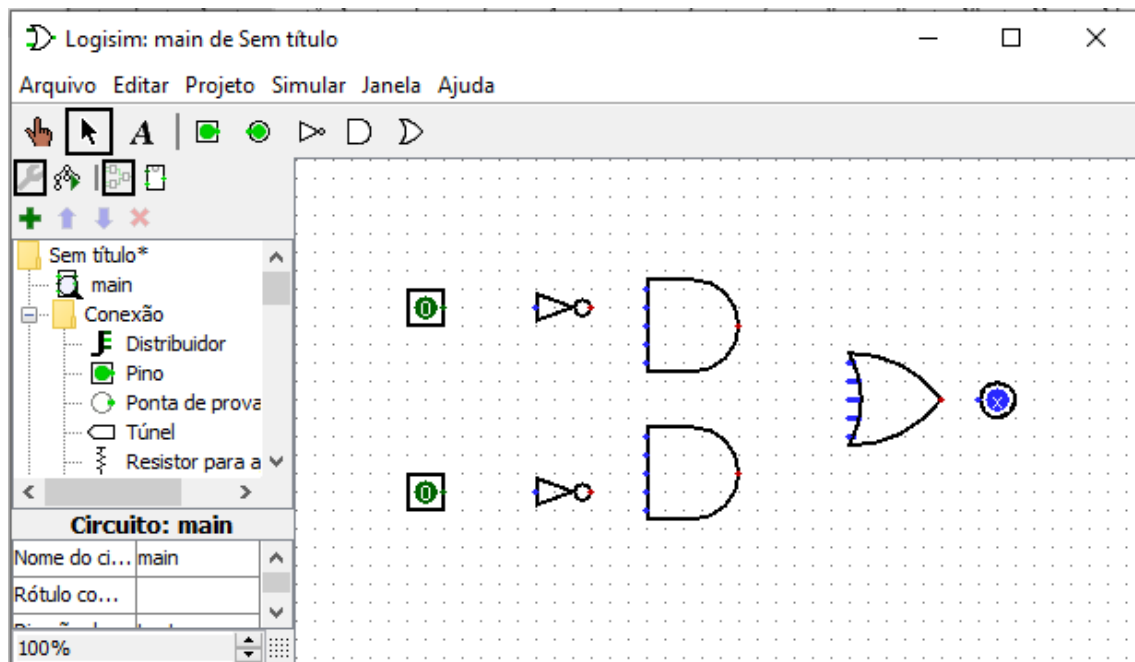 Logisim: main de Sem título
Arquivo Editar Projeto Simular Janela Ajuda
A
Sem título*
main
Conexão
Distribuidor
Pino
Ponta de prova
Túnel
Resistor para a
Circuito: main
Nome do ci... main
Rótulo co...
100%
0
0
x